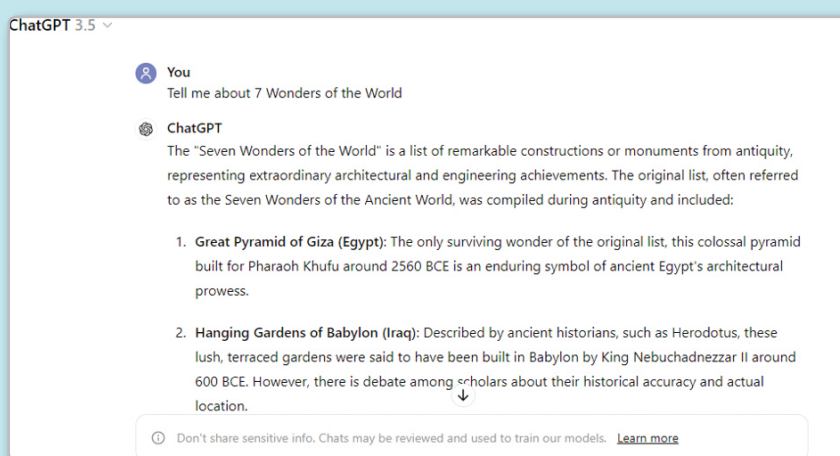 ChatGPT 3.5
You
Tell me about 7 Wonders of the World
ChatGPT
The "Seven Wonders of the World" is a list of remarkable constructions or monuments from antiquity,
representing extraordinary architectural and engineering achievements. The original list, often referred
to as the Seven Wonders of the Ancient World, was compiled during antiquity and included:
1. Great Pyramid of Giza (Egypt): The only surviving wonder of the original list, this colossal pyramid
built for Pharaoh Khufu around 2560 BCE is an enduring symbol of ancient Egypt's architectural
prowess.
2. Hanging Gardens of Babylon (Iraq): Described by ancient historians, such as Herodotus, these
lush, terraced gardens were said to have been built in Babylon by King Nebuchadnezzar II around
600 BCE. However, there is debate among scholars about their historical accuracy and actual
location.
Don't share sensitive info. Chats may be reviewed and used to train our models. Learn more